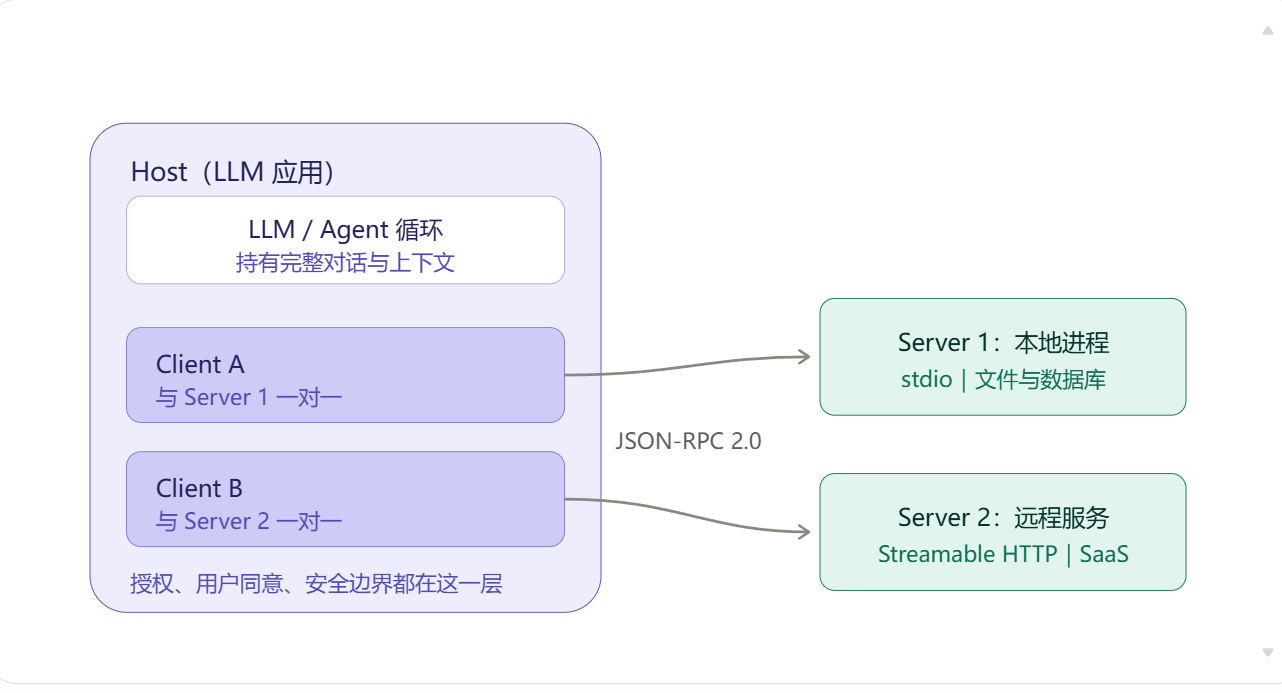 Host（LLM 应用）
LLM / Agent 循环
持有完整对话与上下文
Client A
与 Server 1 一对一
Client B
与 Server 2 一对一
授权、用户同意、安全边界都在这一层
JSON-RPC 2.0
Server 1：本地进程
stdio | 文件与数据库
Server 2：远程服务
Streamable HTTP | SaaS